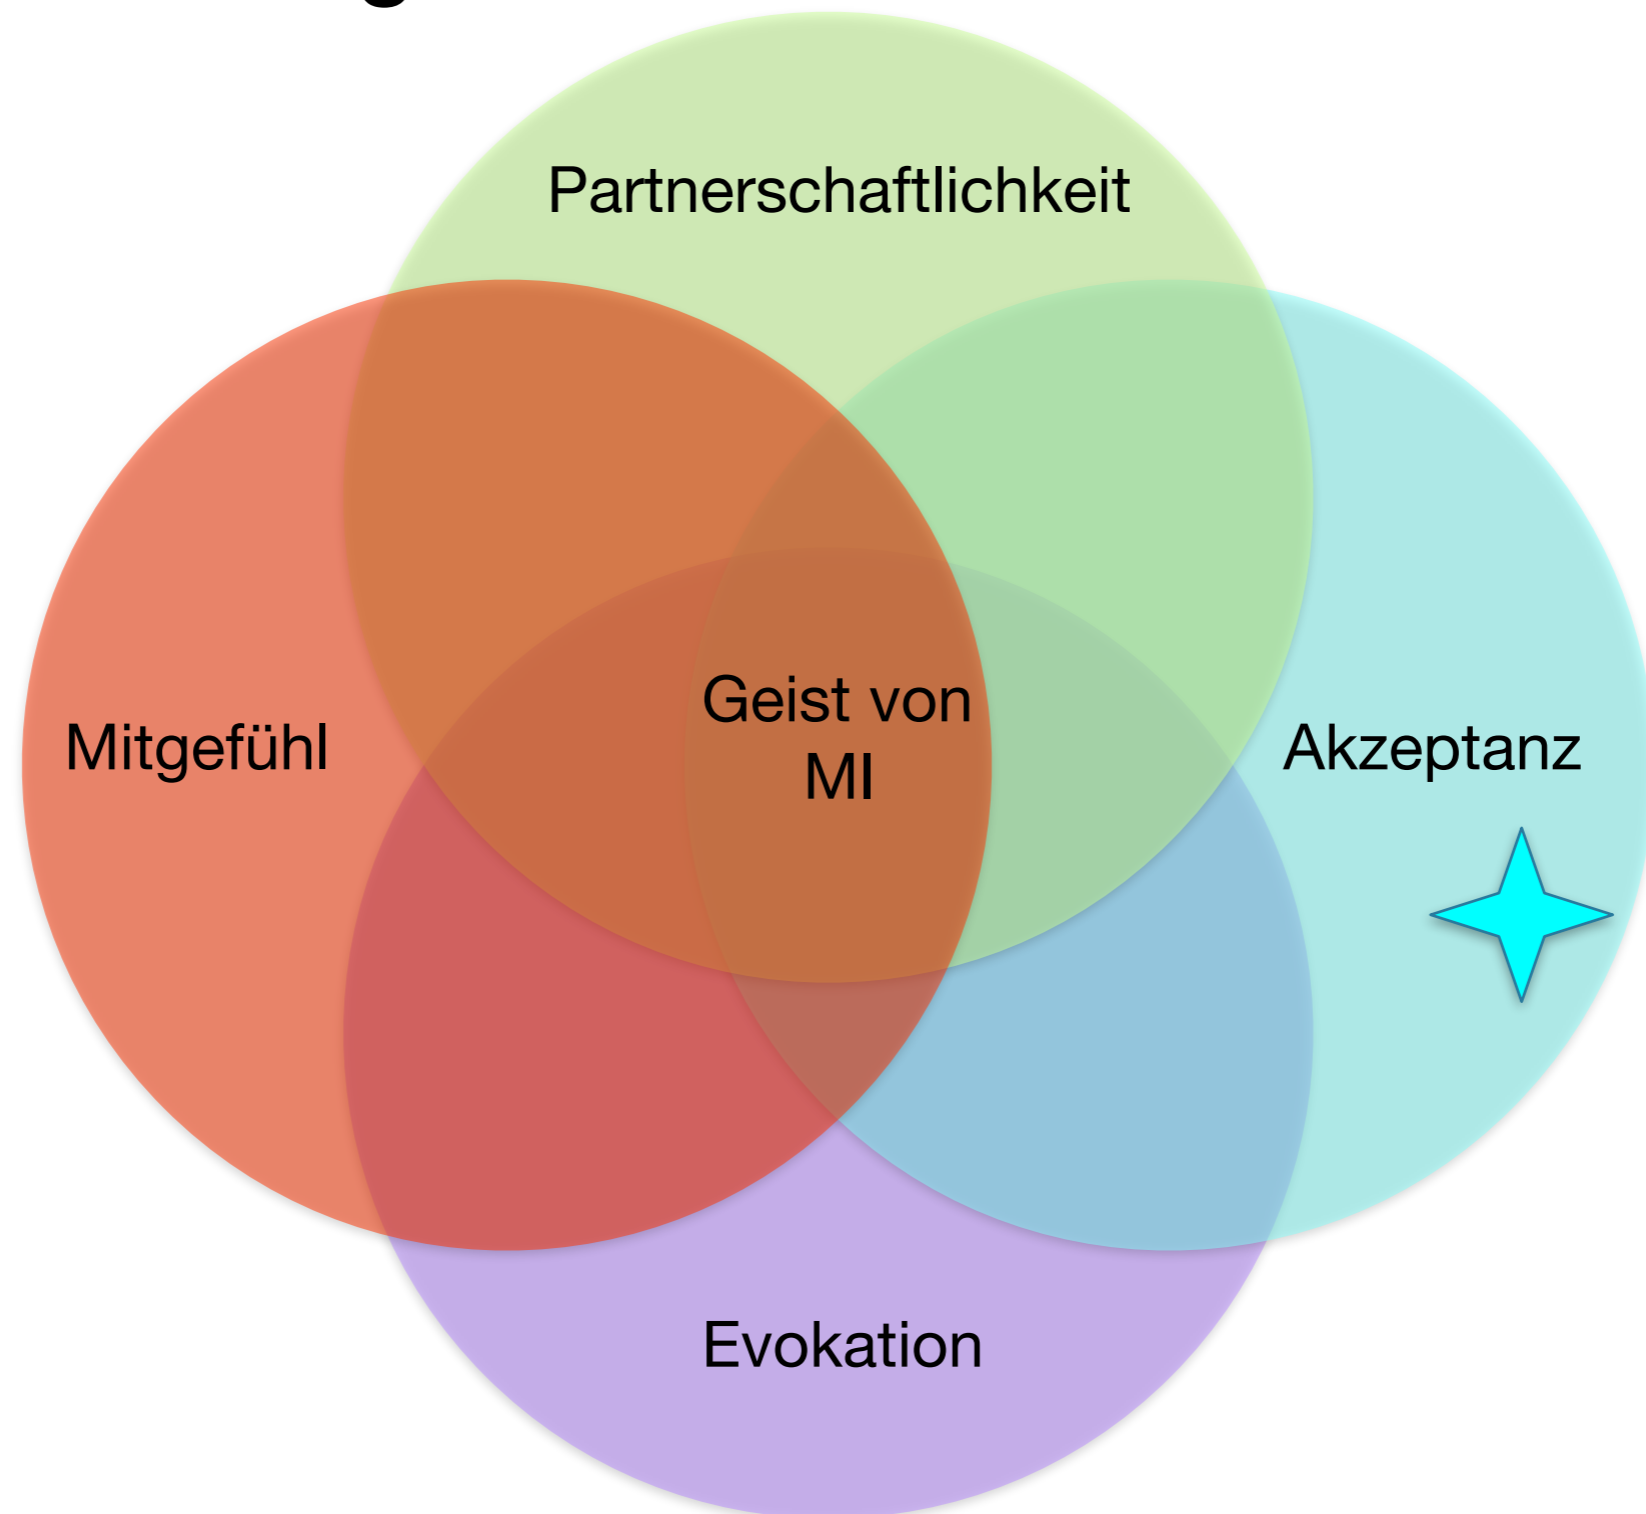 Partnerschaftlichkeit
Geist von
MI
Mitgefühl
Akzeptanz
Evokation